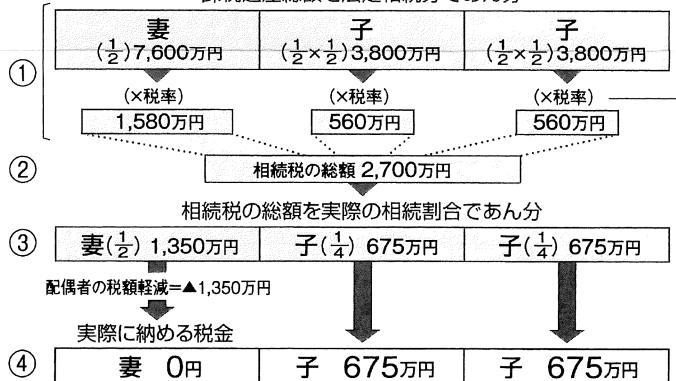 妻 子 子
(1/2)7,600万円 (1/2×1/2)3,800万円 (1/2×1/2)3,800万円
①
(×税率) (×税率) (×税率)
1,580万円 560万円 560万円
② 相続税の総額 2,700万円
相続税の総額を実際の相続割合であん分
③ 妻(1/2) 1,350万円 子(1/4) 675万円 子(1/4) 675万円
配偶者の税額軽減=▲1,350万円
実際に納める税金
④ 妻 0円 子 675万円 子 675万円